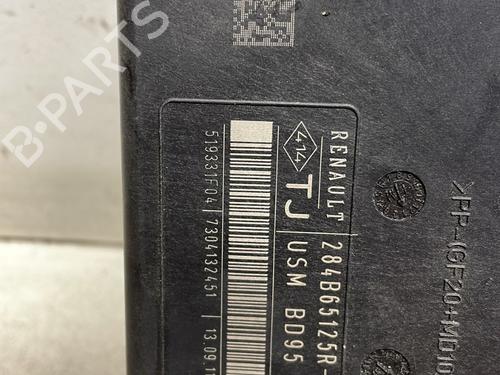 B-PARTS
RENAULT 284B65125R-
414 TJ USM BD95
519331F04 7304132451 13.09.1
>PP-(GF20+MD10